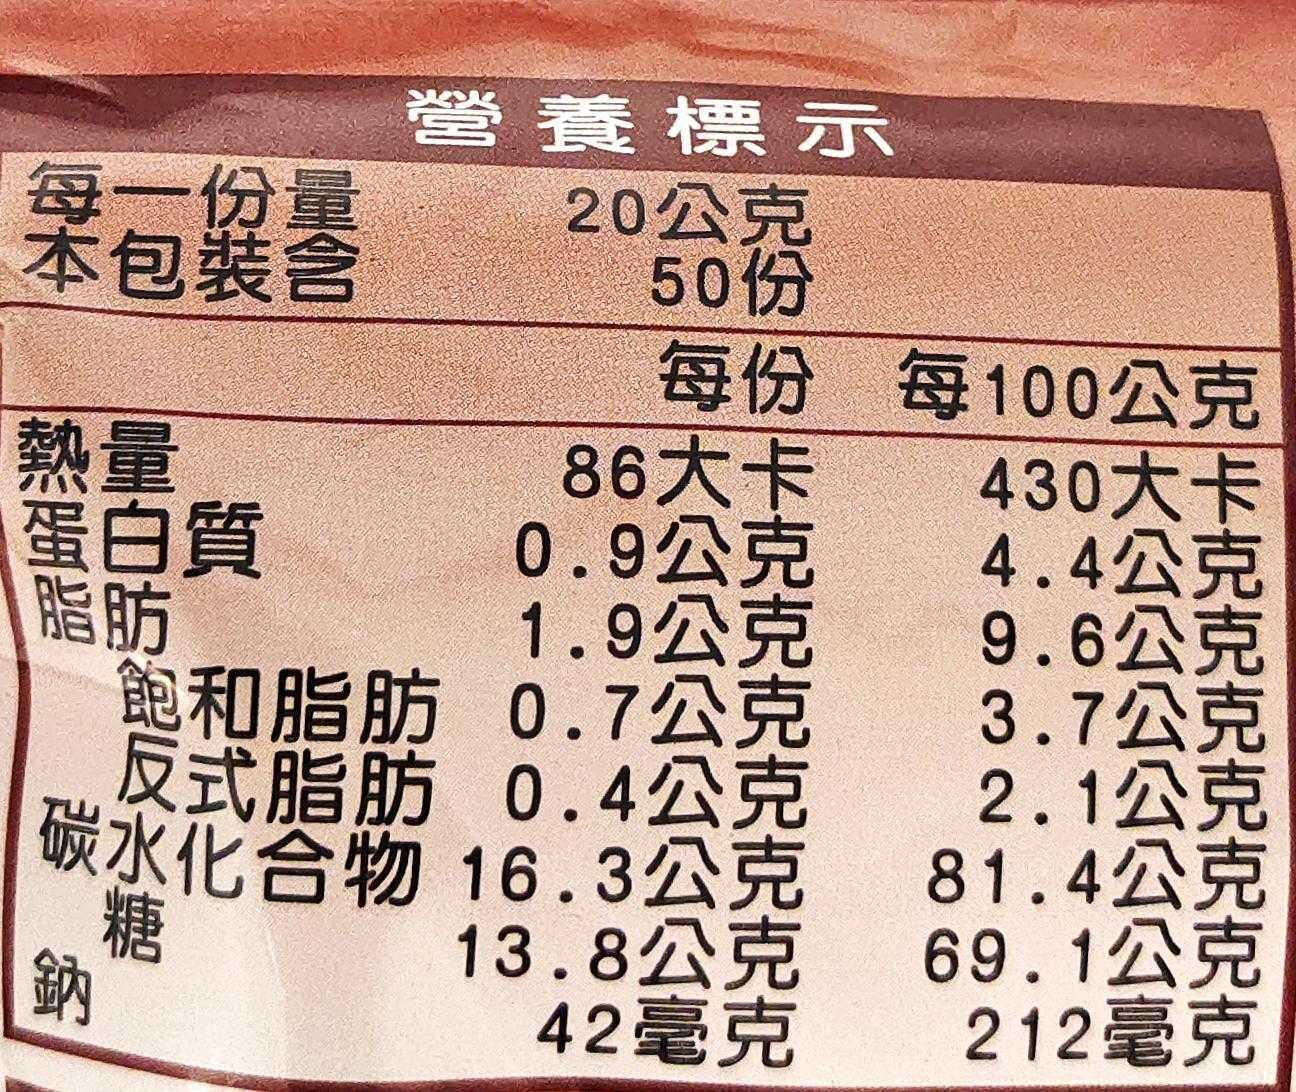 營養標示
每一份量 20公克
本包裝含 50份
每份 每100公克
熱量 86大卡 430大卡
蛋白質 0.9公克 4.4公克
脂肪 1.9公克 9.6公克
飽和脂肪 0.7公克 3.7公克
反式脂肪 0.4公克 2.1公克
碳水化合物 16.3公克 81.4公克
糖 13.8公克 69.1公克
鈉 42毫克 212毫克